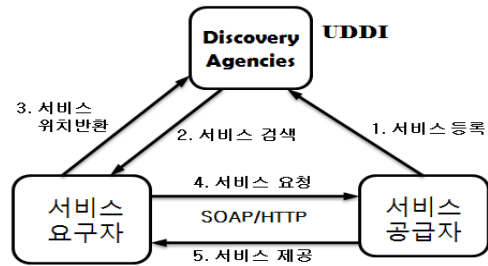 Discovery
Agencies
UDDI
3. 서비스
위치반환
2. 서비스 검색
1. 서비스 등록
서비스
요구자
4. 서비스 요청
SOAP/HTTP
5. 서비스 제공
서비스
공급자